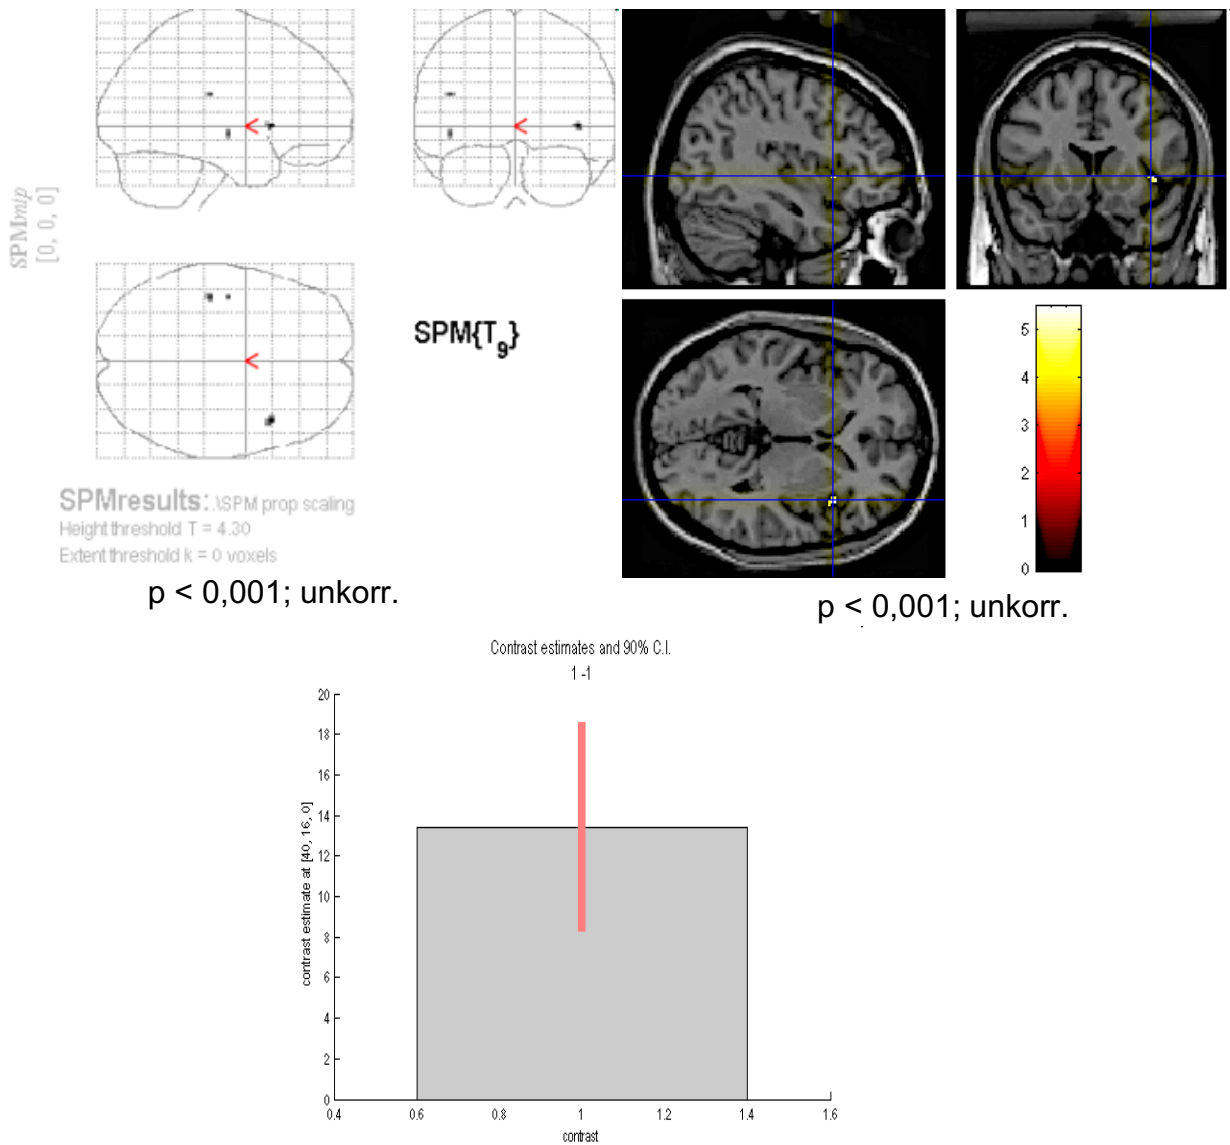 SPMmip
[0, 0, 0]
SPM{T9}
SPMresults: .\SPM prop scaling
Height threshold T = 4.30
Extent threshold k = 0 voxels
p < 0,001; unkorr.
5
4
3
2
1
0
p < 0,001; unkorr.
Contrast estimates and 90% C.I.
1 -1
contrast estimate at [40, 16, 0]
20
18
16
14
12
10
8
6
4
2
0
0.4 0.6 0.8 1 1.2 1.4 1.6
contrast